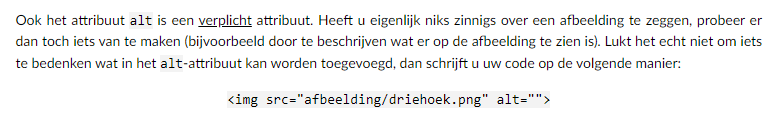 Ook het attribuut alt is een verplicht attribuut. Heeft u eigenlijk niks zinnigs over een afbeelding te zeggen, probeer er
dan toch iets van te maken (bijvoorbeeld door te beschrijven wat er op de afbeelding te zien is). Lukt het echt niet om iets
te bedenken wat in het alt-attribuut kan worden toegevoegd, dan schrijft u uw code op de volgende manier:
<img src="afbeelding/driehoek.png" alt="">